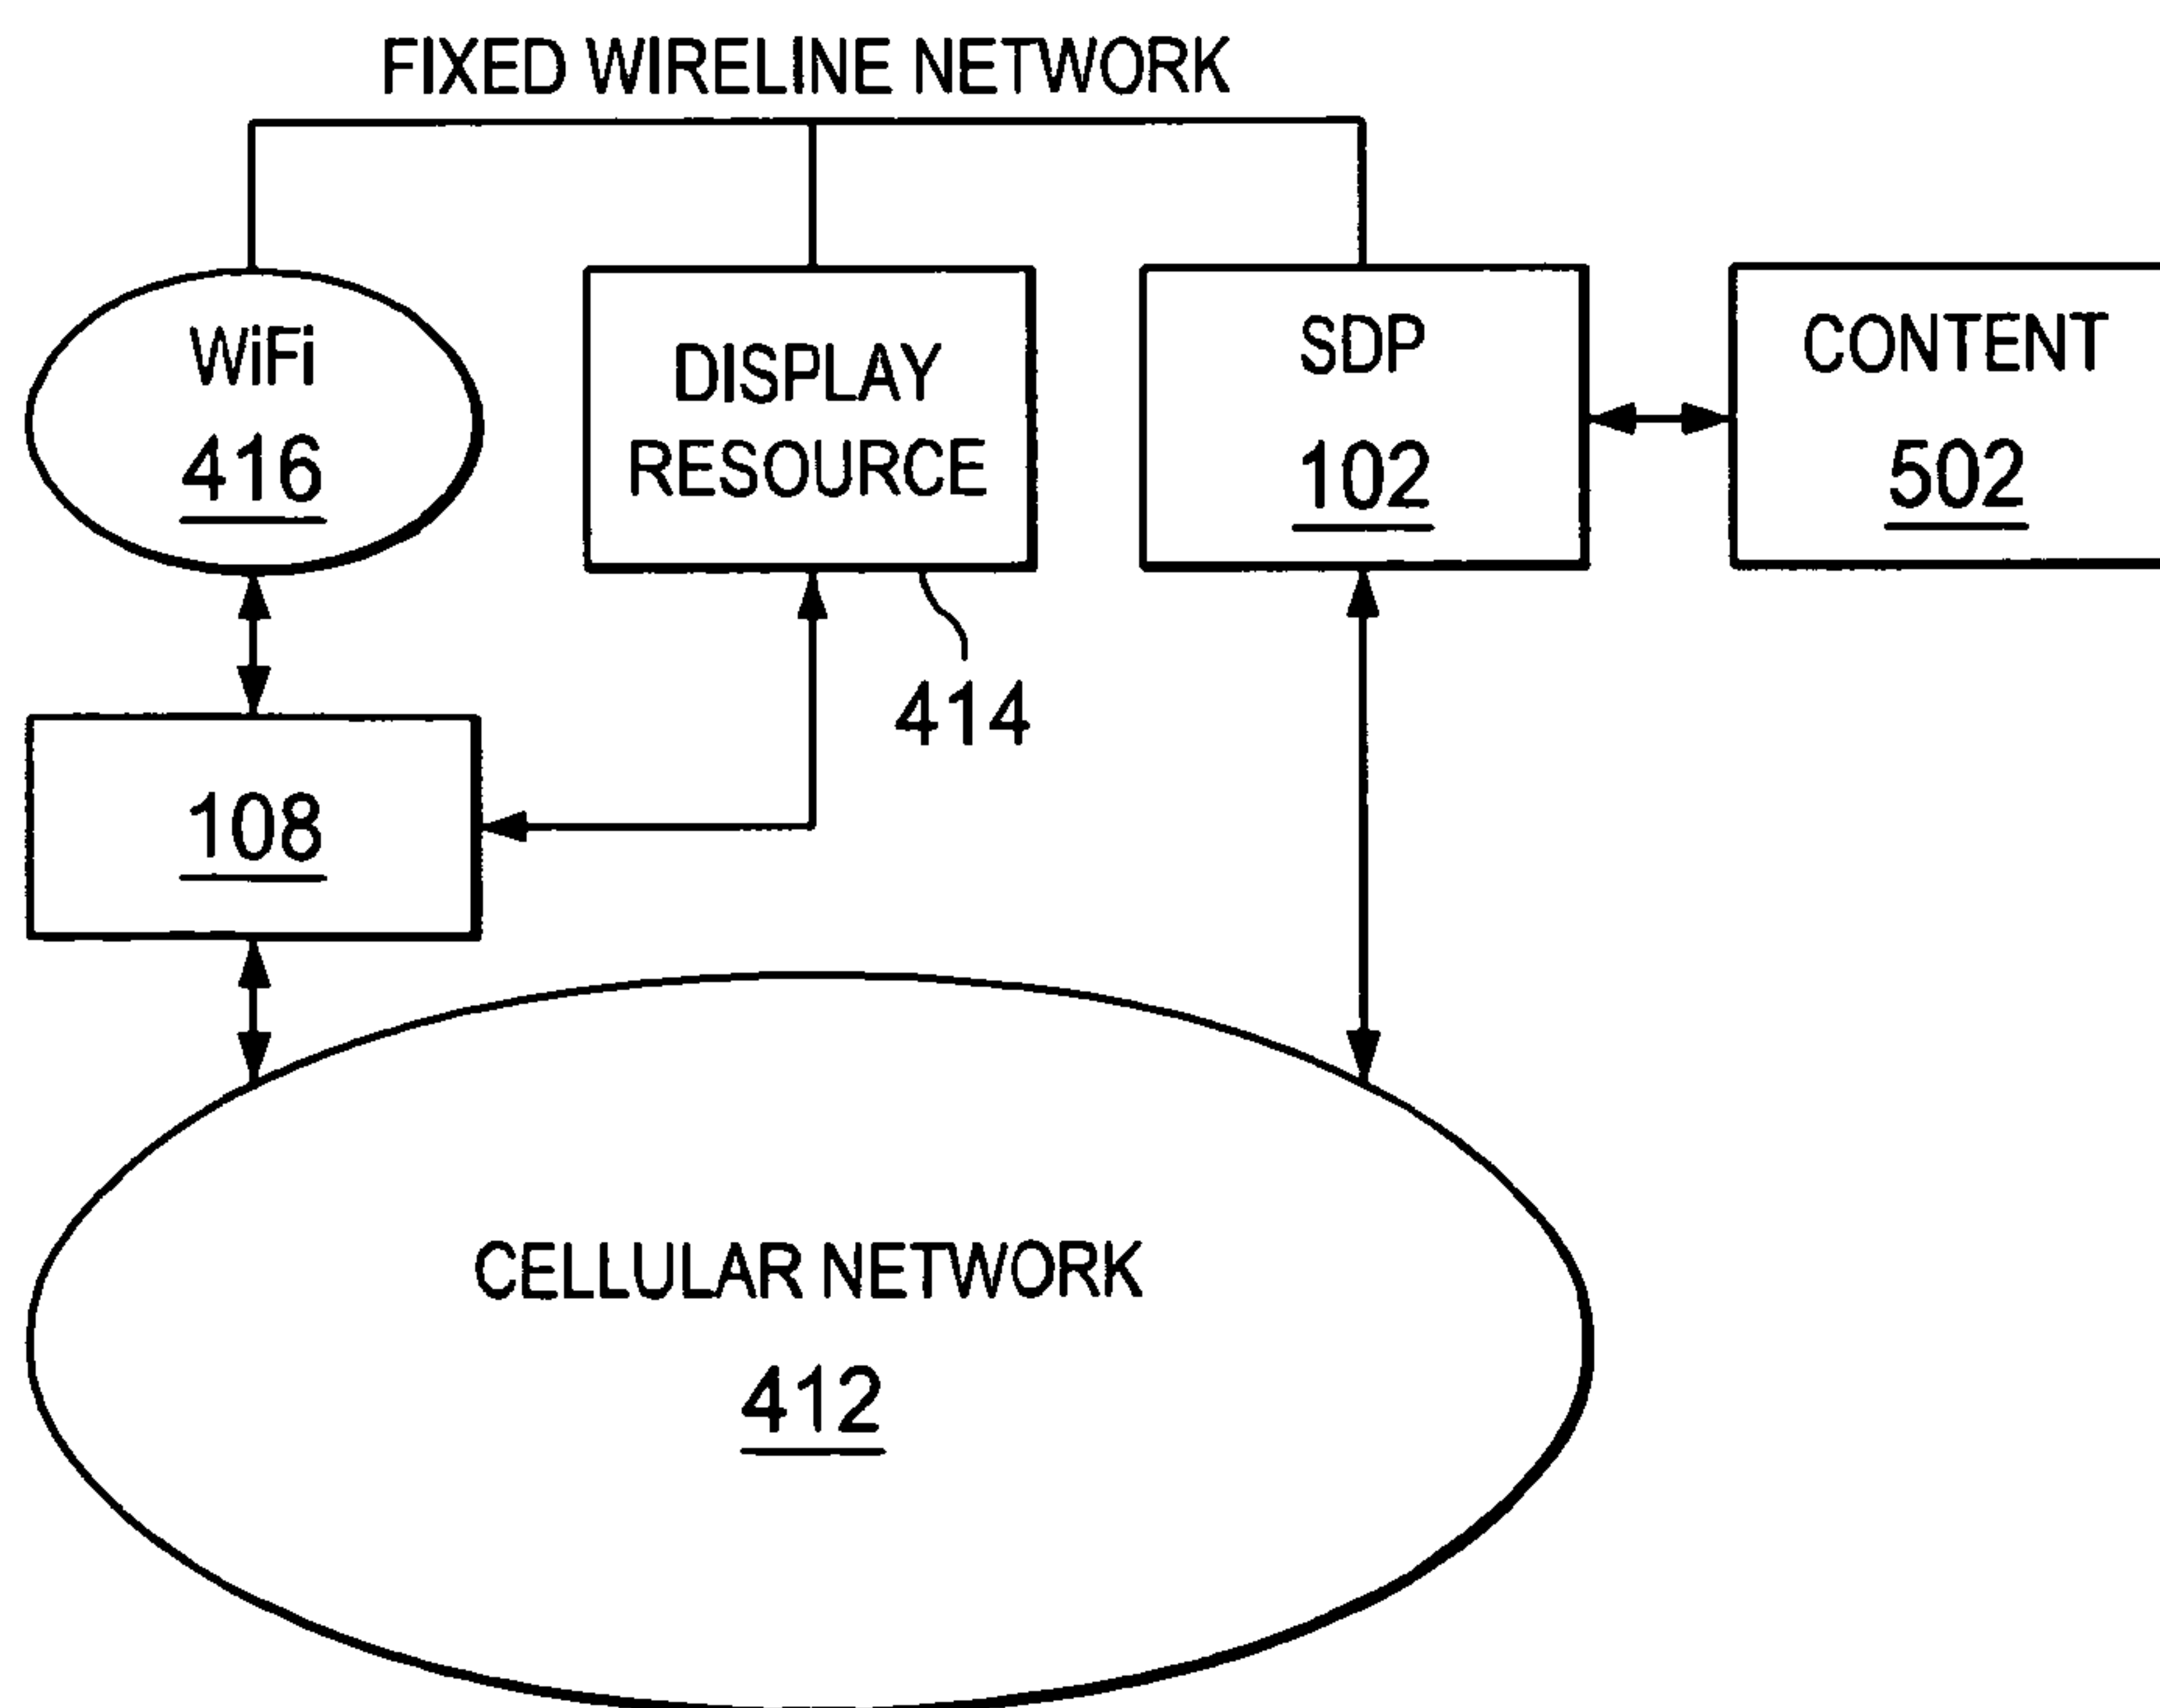 FIXED WIRELINE NETWORK
WiFi
416
DISPLAY
RESOURCE
414
SDP
102
CONTENT
502
108
CELLULAR NETWORK
412